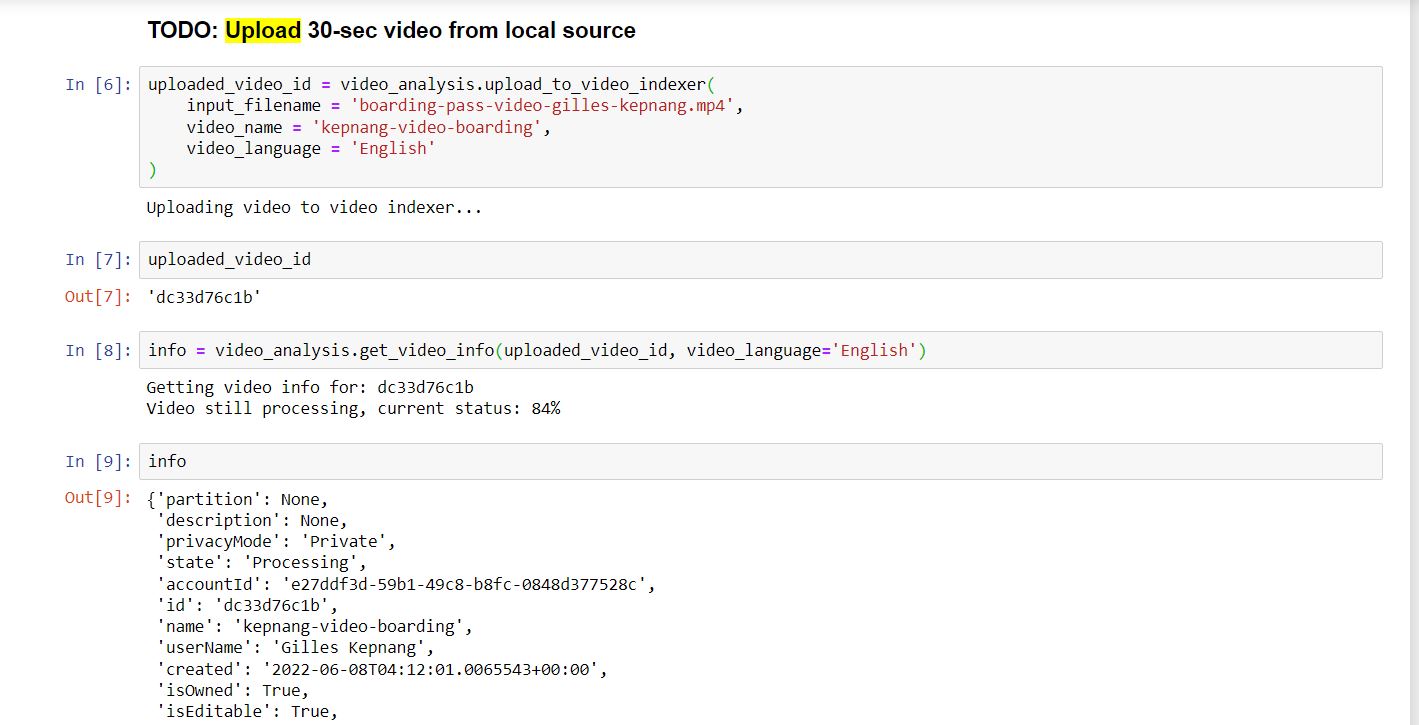 TODO: Upload 30-sec video from local source
In [6]: uploaded_video_id = video_analysis.upload_to_video_indexer(
    input_filename = 'boarding-pass-video-gilles-kepnang.mp4',
    video_name = 'kepnang-video-boarding',
    video_language = 'English'
)
Uploading video to video indexer...
In [7]: uploaded_video_id
Out[7]: 'dc33d76c1b'
In [8]: info = video_analysis.get_video_info(uploaded_video_id, video_language='English')
Getting video info for: dc33d76c1b
Video still processing, current status: 84%
In [9]: info
Out[9]: {'partition': None,
 'description': None,
 'privacyMode': 'Private',
 'state': 'Processing',
 'accountId': 'e27ddf3d-59b1-49c8-b8fc-0848d377528c',
 'id': 'dc33d76c1b',
 'name': 'kepnang-video-boarding',
 'userName': 'Gilles Kepnang',
 'created': '2022-06-08T04:12:01.0065543+00:00',
 'isOwned': True,
 'isEditable': True,